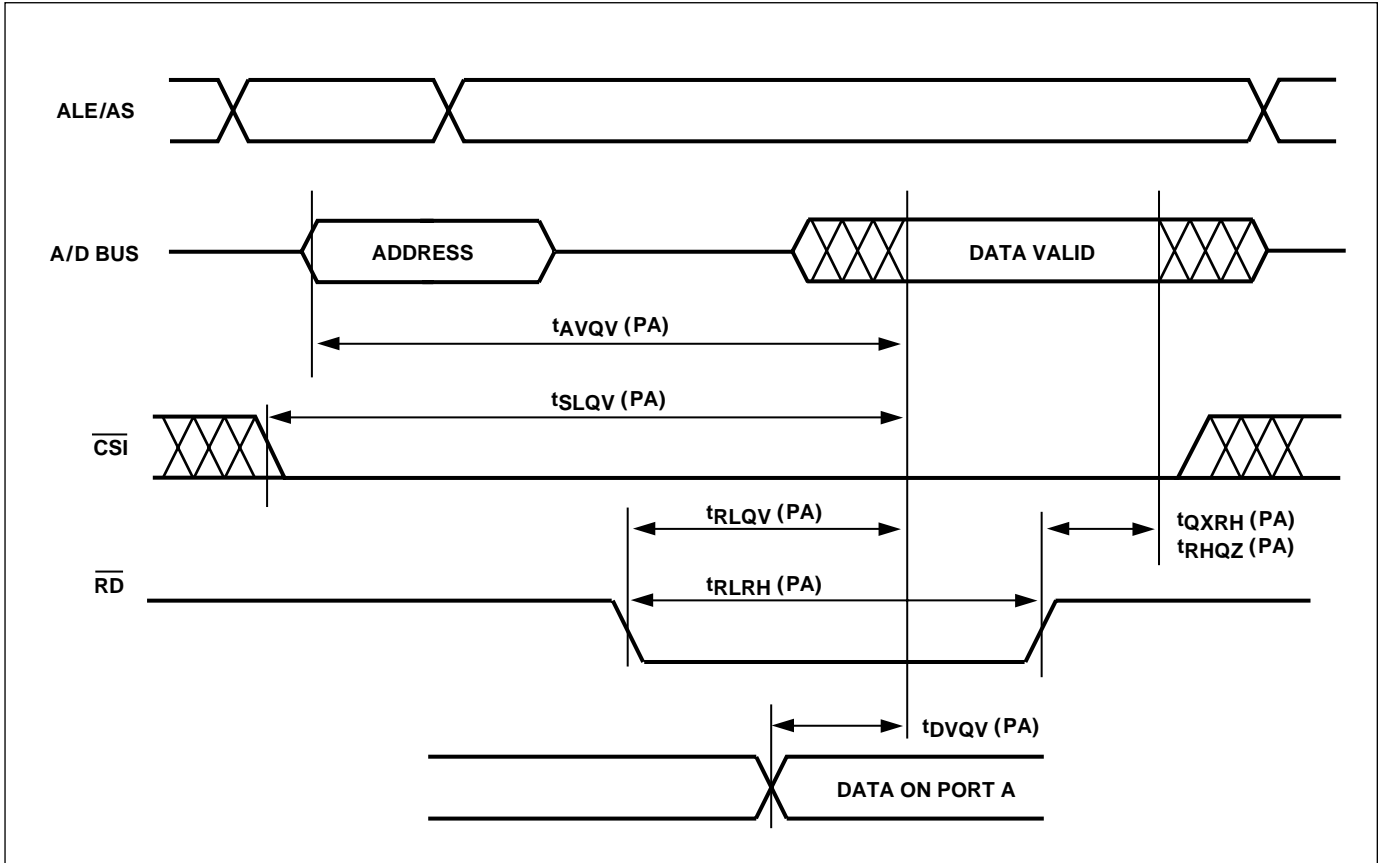 ALE/AS
A/D BUS
ADDRESS
DATA VALID
tAVQV (PA)
tSLQV (PA)
CSI
tRLQV (PA)
tQXRH (PA)
tRHQZ (PA)
RD
tRLRH (PA)
tDVQV (PA)
DATA ON PORT A